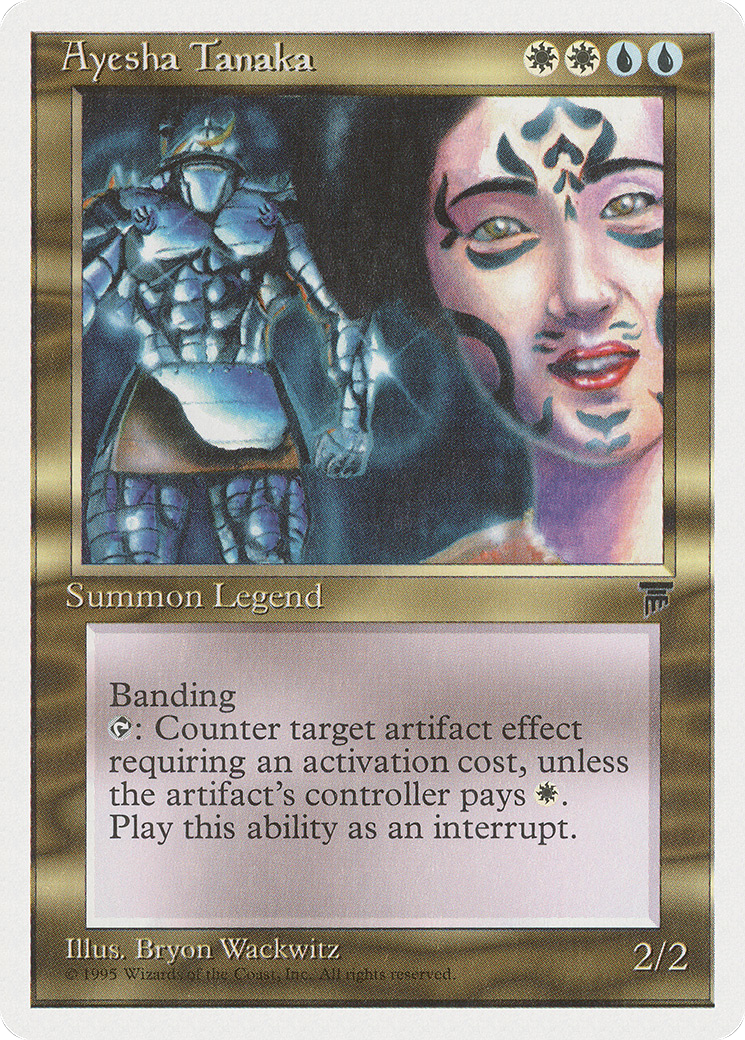 Ayesha Tanaka
Summon Legend
Banding
: Counter target artifact effect
requiring an activation cost, unless
the artifact's controller pays .
Play this ability as an interrupt.
Illus. Bryon Wackwitz
2/2
© 1995 Wizards of the Coast, Inc. All rights reserved.